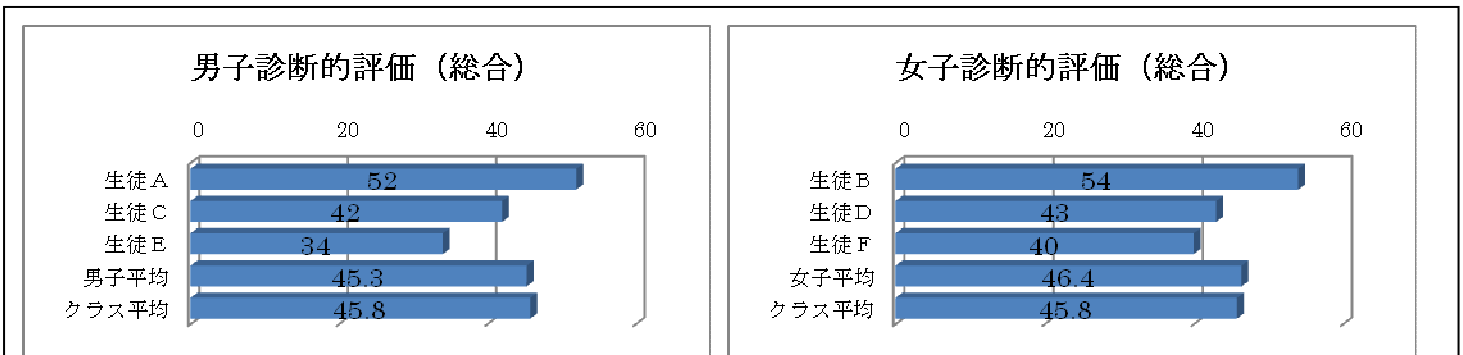 男子診断的評価（総合）
0 20 40 60
生徒A 52
生徒C 42
生徒E 34
男子平均 45.3
クラス平均 45.8
女子診断的評価（総合）
0 20 40 60
生徒B 54
生徒D 43
生徒F 40
女子平均 46.4
クラス平均 45.8